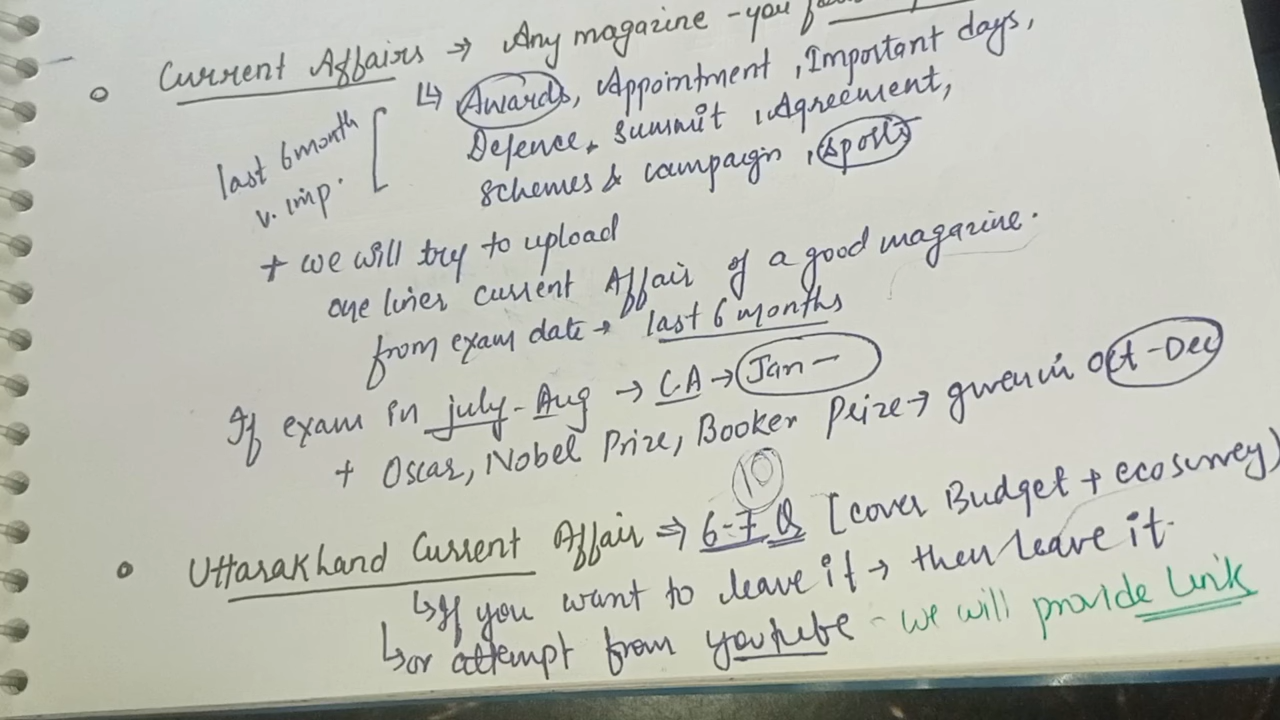 Current Affairs → Any magazine - you
↳ Awards, Appointment, Important days,
Defence, Summit, Agreement,
Schemes & campaign, sports
last 6 month
v. imp.
+ we will try to upload
one liner current Affair of a good magazine.
from exam date → last 6 months
If exam in july-Aug → CA → Jan -
+ Oscar, Nobel Prize, Booker Prize → given in Oct-Dec
10
Uttarakhand Current Affair ⇒ 6-7 Q [cover Budget + eco survey)
↳ If you want to leave it → then leave it.
↳ or attempt from youtube - we will provide Link